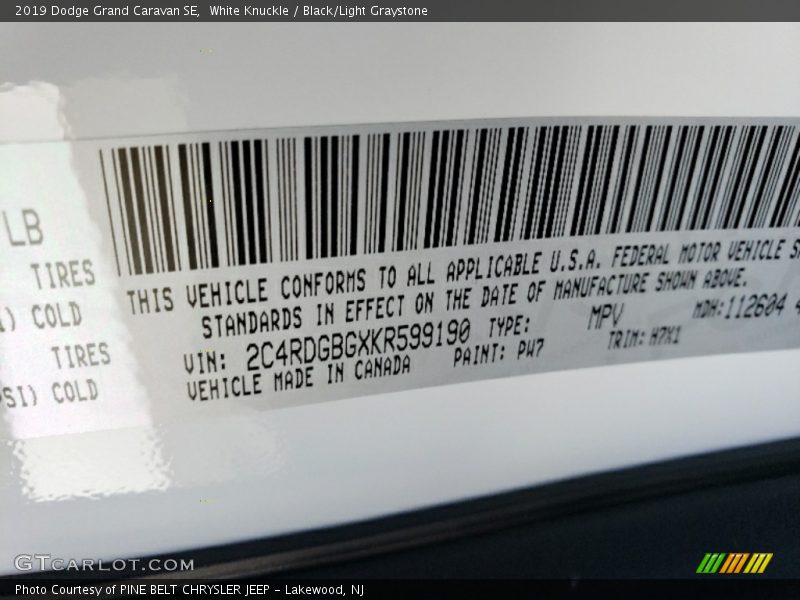 2019 Dodge Grand Caravan SE,  White Knuckle / Black/Light Graystone
LB
TIRES
COLD
TIRES
SI) COLD
THIS VEHICLE CONFORMS TO ALL APPLICABLE U.S.A. FEDERAL MOTOR VEHICLE
STANDARDS IN EFFECT ON THE DATE OF MANUFACTURE SHOWN ABOVE.
VIN: 2C4RDGBGXKR599190 TYPE: MPV MDH:112604 4
VEHICLE MADE IN CANADA PAINT: PW7 TRIM: H7X1
GTCARLOT.COM
Photo Courtesy of PINE BELT CHRYSLER JEEP – Lakewood, NJ